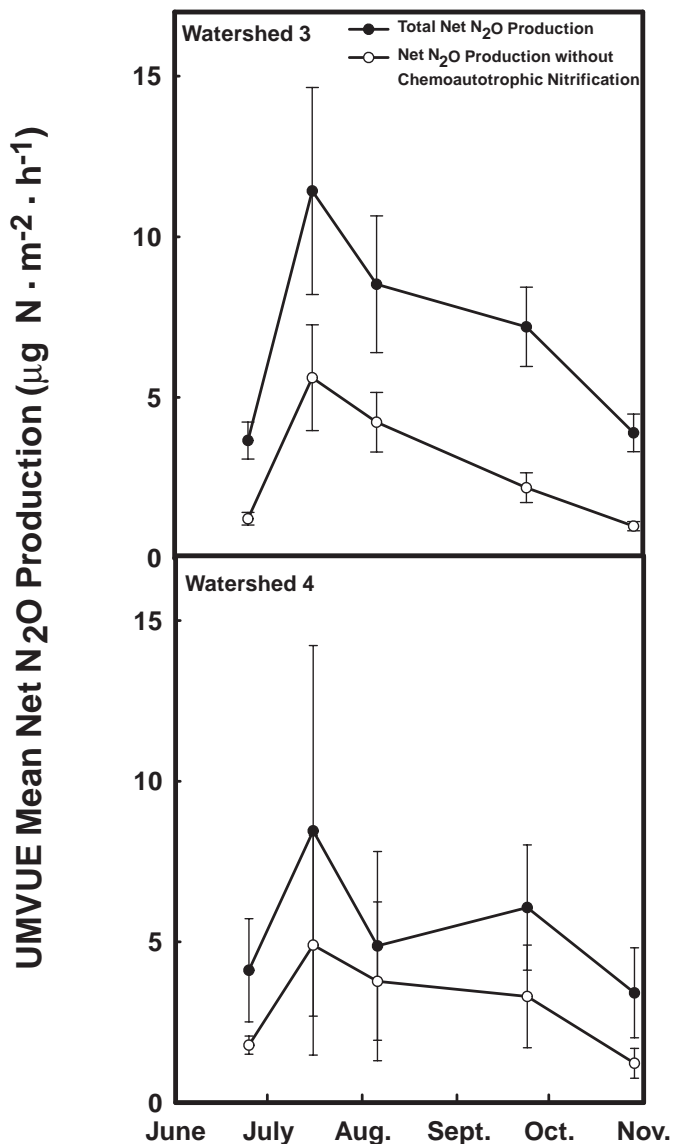 UMVUE Mean Net N₂O Production (μg N · m⁻² · h⁻¹)
Watershed 3
Total Net N₂O Production
Net N₂O Production without
Chemoautotrophic Nitrification
15
10
5
0
Watershed 4
15
10
5
0
June July Aug. Sept. Oct. Nov.